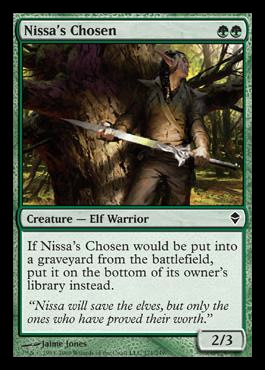 Nissa's Chosen
Creature — Elf Warrior
If Nissa's Chosen would be put into
a graveyard from the battlefield,
put it on the bottom of its owner's
library instead.
"Nissa will save the elves, but only the
ones who have proved their worth."
Jaime Jones
2/3